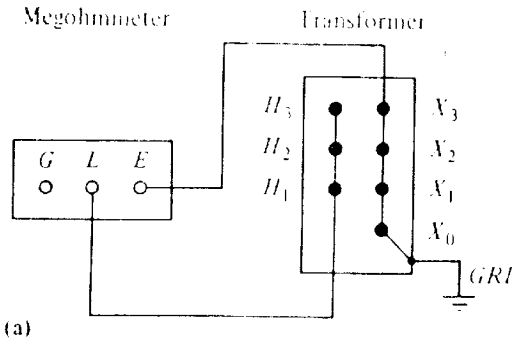 Megohmmeter Transformer
H₃ X₃
H₂ X₂
G L E
H₁ X₁
X₀
(a)